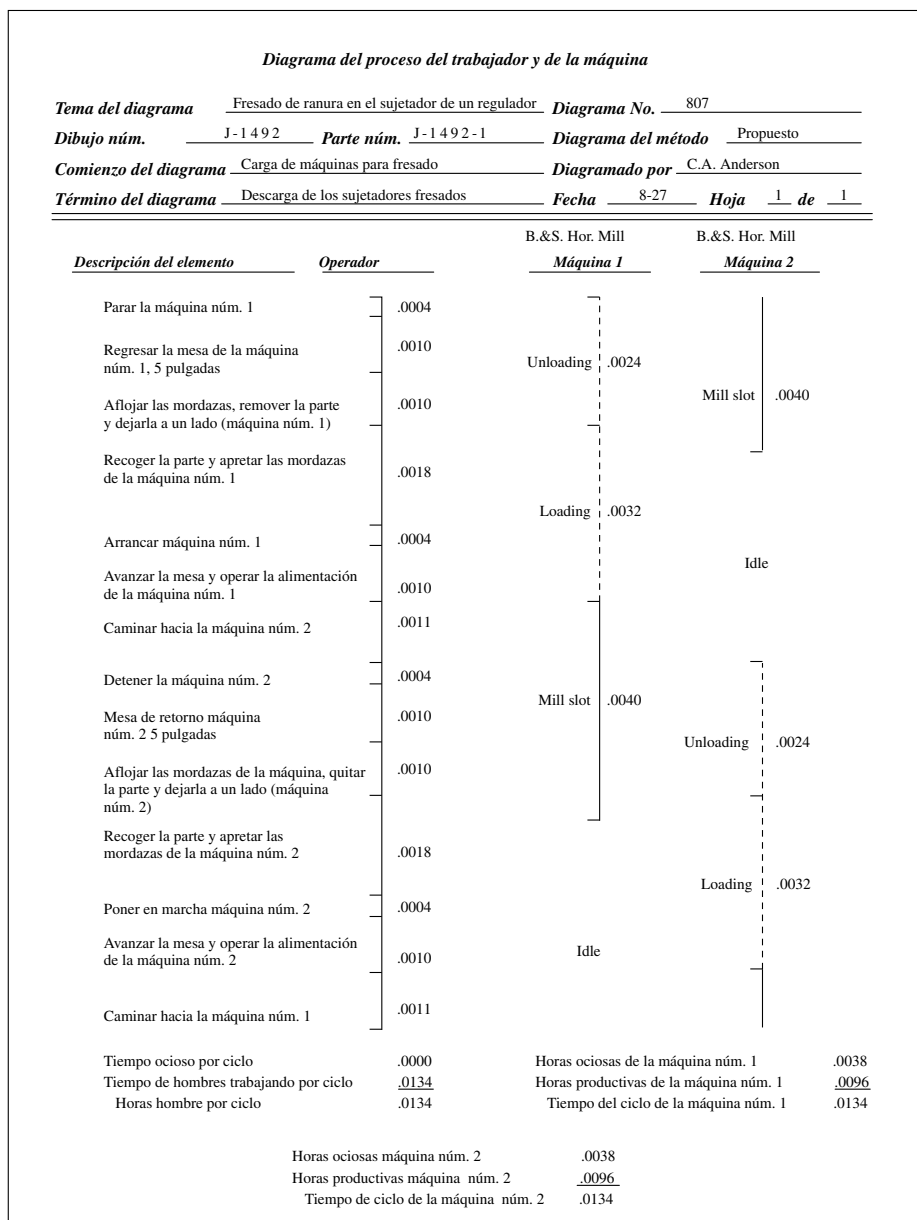 Diagrama del proceso del trabajador y de la máquina
Tema del diagrama Fresado de ranura en el sujetador de un regulador Diagrama No. 807
Dibujo núm. J-1492 Parte núm. J-1492-1 Diagrama del método Propuesto
Comienzo del diagrama Carga de máquinas para fresado Diagramado por C.A. Anderson
Término del diagrama Descarga de los sujetadores fresados Fecha 8-27 Hoja 1 de 1
B.&S. Hor. Mill B.&S. Hor. Mill
Descripción del elemento Operador Máquina 1 Máquina 2
Parar la máquina núm. 1 .0004
Regresar la mesa de la máquina .0010
núm. 1, 5 pulgadas
Unloading .0024
Mill slot .0040
Aflojar las mordazas, remover la parte .0010
y dejarla a un lado (máquina núm. 1)
Recoger la parte y apretar las mordazas
de la máquina núm. 1 .0018
Loading .0032
Arrancar máquina núm. 1 .0004
Idle
Avanzar la mesa y operar la alimentación
de la máquina núm. 1 .0010
Caminar hacia la máquina núm. 2 .0011
Detener la máquina núm. 2 .0004
Mill slot .0040
Mesa de retorno máquina .0010
núm. 2 5 pulgadas
Unloading .0024
Aflojar las mordazas de la máquina, quitar .0010
la parte y dejarla a un lado (máquina
núm. 2)
Recoger la parte y apretar las
mordazas de la máquina núm. 2 .0018
Loading .0032
Poner en marcha máquina núm. 2 .0004
Avanzar la mesa y operar la alimentación
de la máquina núm. 2 .0010
Idle
Caminar hacia la máquina núm. 1 .0011
Tiempo ocioso por ciclo .0000 Horas ociosas de la máquina núm. 1 .0038
Tiempo de hombres trabajando por ciclo .0134 Horas productivas de la máquina núm. 1 .0096
Horas hombre por ciclo .0134 Tiempo del ciclo de la máquina núm. 1 .0134
Horas ociosas máquina núm. 2 .0038
Horas productivas máquina núm. 2 .0096
Tiempo de ciclo de la máquina núm. 2 .0134